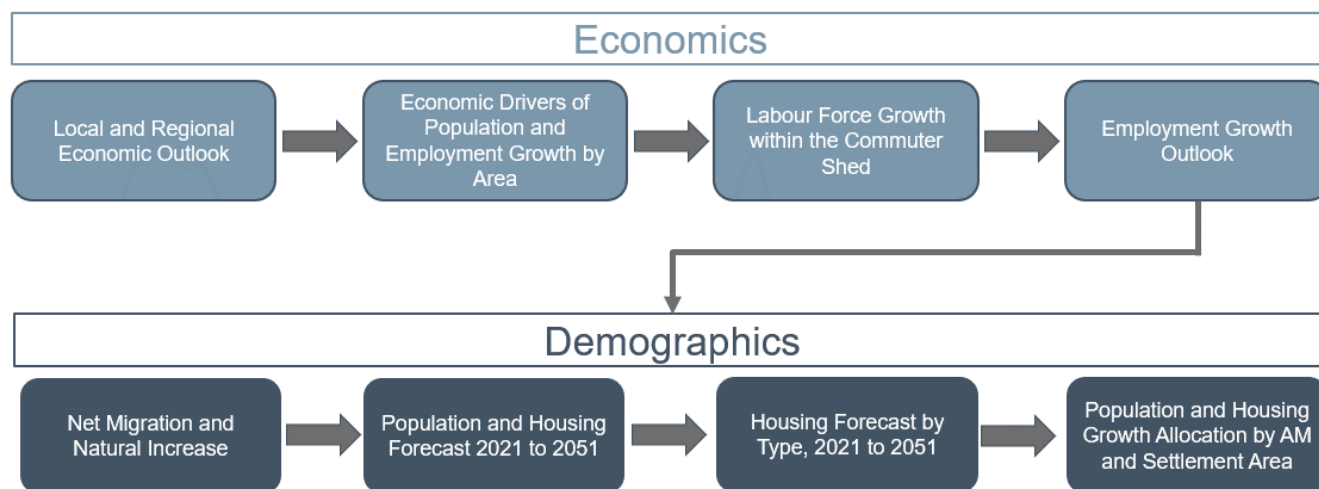 Economics
Local and Regional
Economic Outlook
Economic Drivers of
Population and
Employment Growth by
Area
Labour Force Growth
within the Commuter
Shed
Employment Growth
Outlook
Demographics
Net Migration and
Natural Increase
Population and Housing
Forecast 2021 to 2051
Housing Forecast by
Type, 2021 to 2051
Population and Housing
Growth Allocation by AM
and Settlement Area